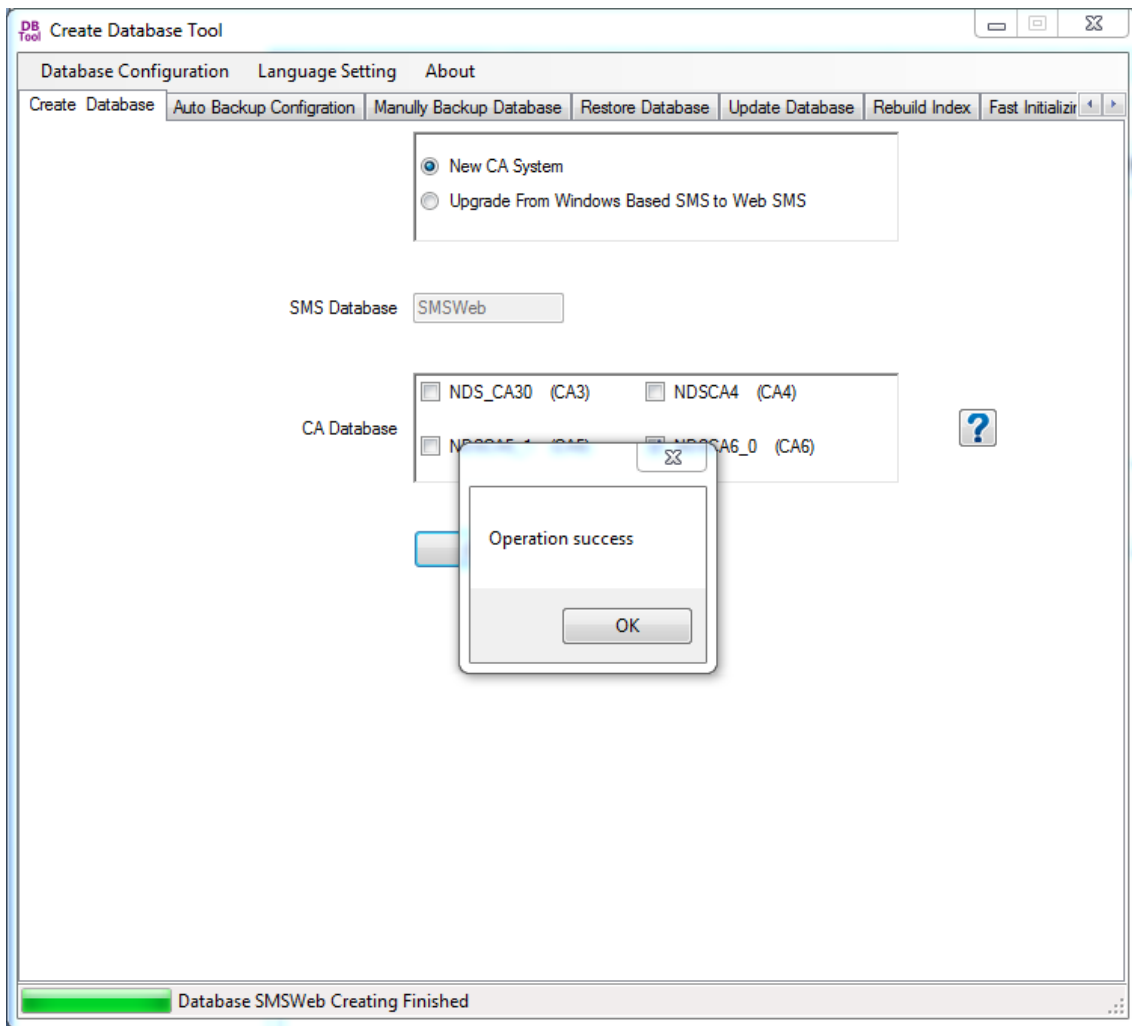 DB Tool Create Database Tool
Database Configuration Language Setting About
Create Database Auto Backup Configration Manully Backup Database Restore Database Update Database Rebuild Index Fast
New CA System
Upgrade From Windows Based SMS to Web SMS
SMS Database SMSWeb
NDS_CA30 (CA3) NDSCA4 (CA4)
CA Database
(CA6)
?
Operation success
OK
Database SMSWeb Creating Finished